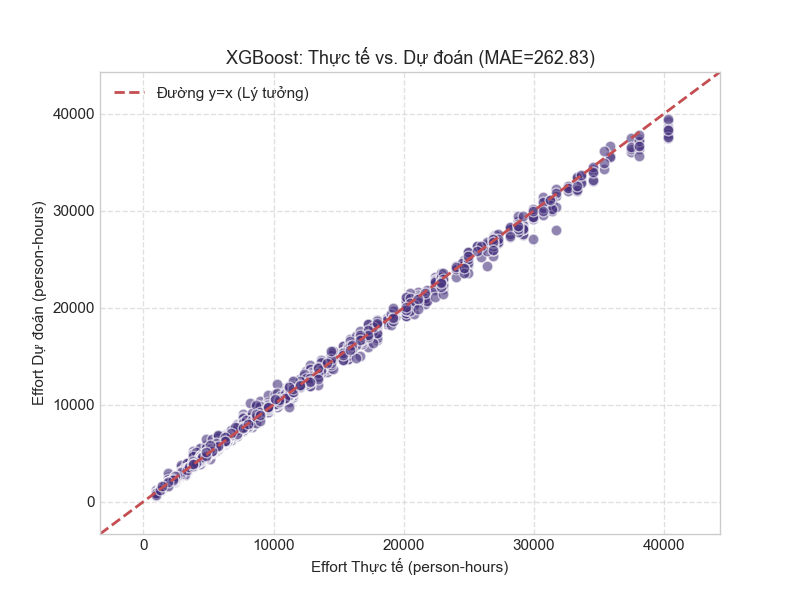 XGBoost: Thực tế vs. Dự đoán (MAE=262.83)
Đường y=x (Lý tưởng)
40000
30000
20000
10000
0
Effort Dự đoán (person-hours)
0 10000 20000 30000 40000
Effort Thực tế (person-hours)